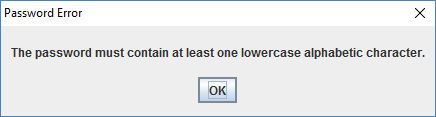 Password Error
The password must contain at least one lowercase alphabetic character.
OK